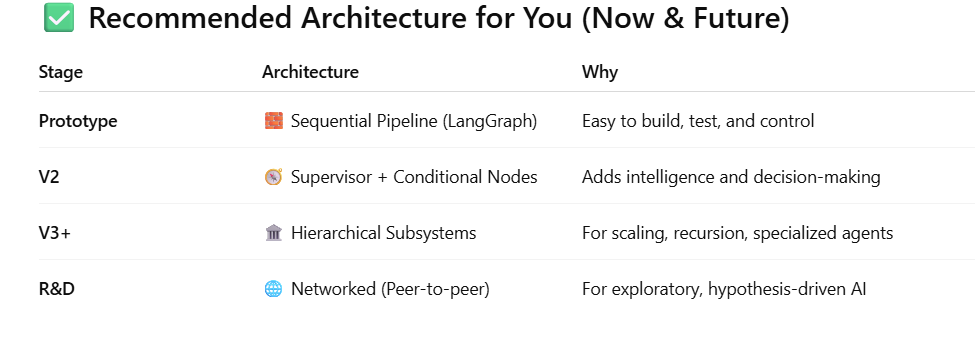 ✅ Recommended Architecture for You (Now & Future)
Stage Architecture Why
Prototype 🧱 Sequential Pipeline (LangGraph) Easy to build, test, and control
V2 🧭 Supervisor + Conditional Nodes Adds intelligence and decision-making
V3+ 🏛️ Hierarchical Subsystems For scaling, recursion, specialized agents
R&D 🌐 Networked (Peer-to-peer) For exploratory, hypothesis-driven AI